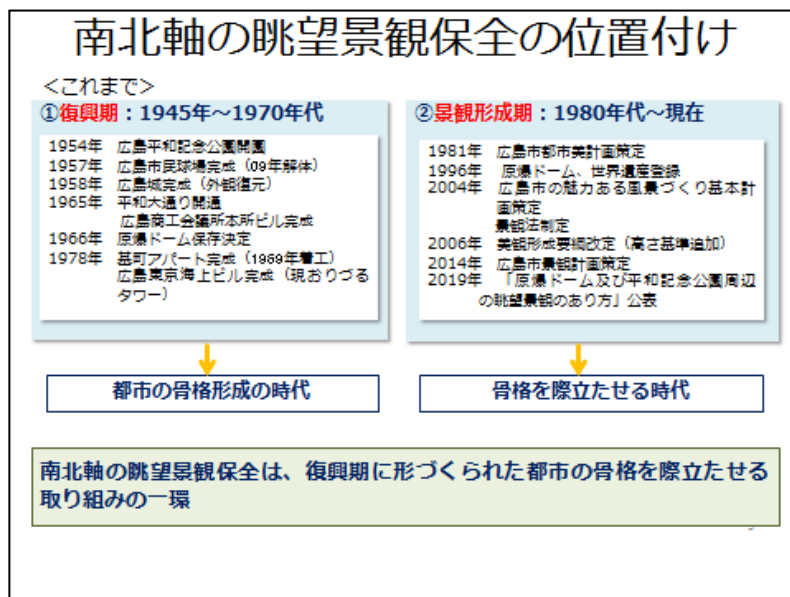 南北軸の眺望景観保全の位置付け
<これまで>
①復興期：1945年～1970年代
1954年 広島平和記念公園開園
1957年 広島市民球場完成（09年解体）
1958年 広島城完成（外観復元）
1965年 平和大通り開通
広島商工会議所本所ビル完成
1966年 原爆ドーム保存決定
1978年 基町アパート完成（1969年着工）
広島東京海上ビル完成（現おりづる
タワー）
都市の骨格形成の時代
②景観形成期：1980年代～現在
1981年 広島市都市美計画策定
1996年 原爆ドーム、世界遺産登録
2004年 広島市の魅力ある風景づくり基本計
画策定
景観法制定
2006年 美観形成要綱改定（高さ基準追加）
2014年 広島市景観計画策定
2019年 「原爆ドーム及び平和記念公園周辺
の眺望景観のあり方」公表
骨格を際立たせる時代
南北軸の眺望景観保全は、復興期に形づくられた都市の骨格を際立たせる
取り組みの一環